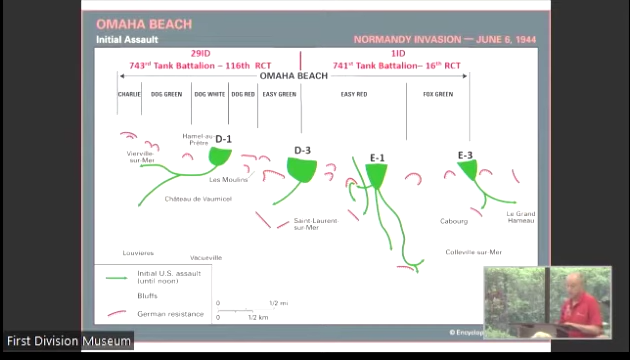 OMAHA BEACH
Initial Assault
NORMANDY INVASION — JUNE 6, 1944
29ID
1ID
743rd Tank Battalion – 116th RCT
741st Tank Battalion– 16th RCT
OMAHA BEACH
CHARLIE
DOG GREEN
DOG WHITE
DOG RED
EASY GREEN
EASY RED
FOX GREEN
Hamel-au-
Prêtre
D-1
D-3
E-1
E-3
Vierville-
sur-Mer
Les Moulins
Château de Vaumicel
Saint-Laurent-
sur-Mer
Cabourg
Le Grand
Hameau
Louvieres
Vacueville
Colleville sur Mer
Initial U.S. assault
(until noon)
Bluffs
German resistance
0 1/2 mi
0 1/2 km
© Encyclop
First Division Museum